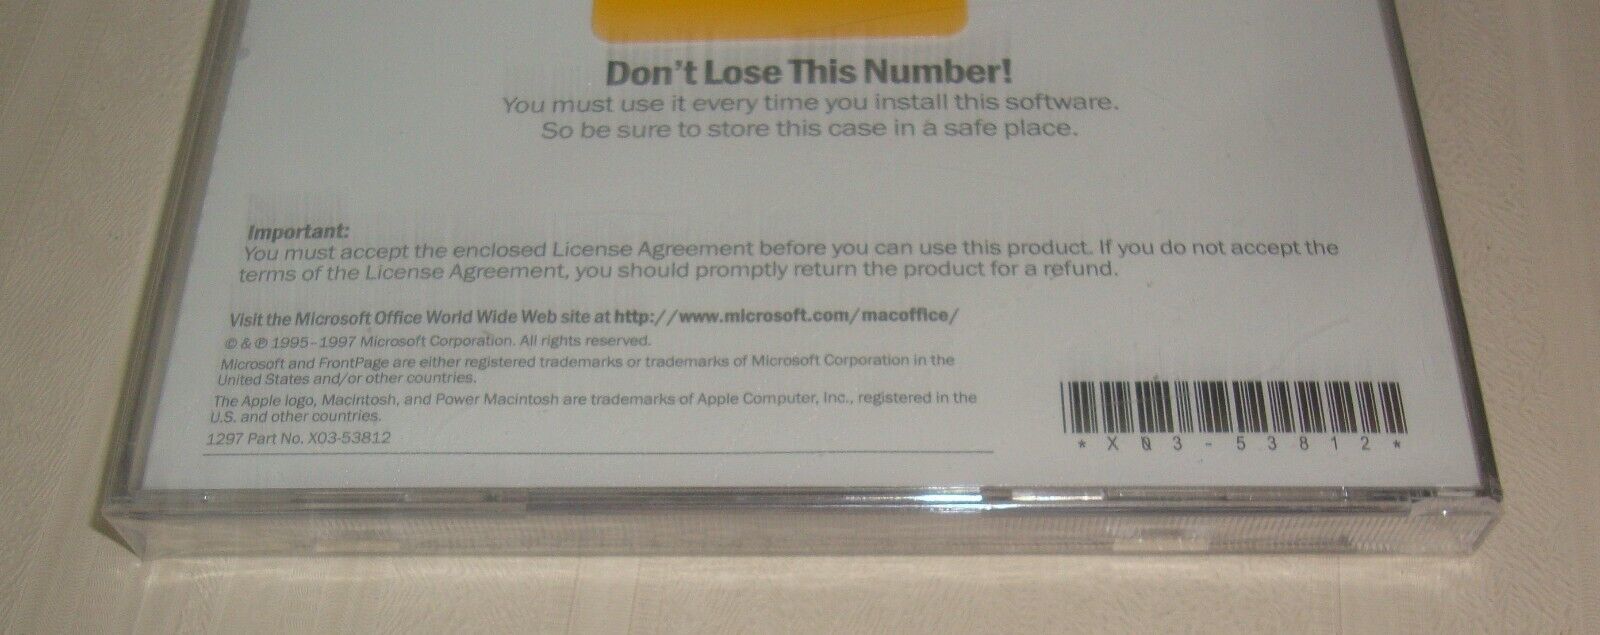 Don't Lose This Number!
You must use it every time you install this software.
So be sure to store this case in a safe place.
Important:
You must accept the enclosed License Agreement before you can use this product. If you do not accept the
terms of the License Agreement, you should promptly return the product for a refund.
Visit the Microsoft Office World Wide Web site at http://www.microsoft.com/macoffice/
© & ℗ 1995–1997 Microsoft Corporation. All rights reserved.
Microsoft and FrontPage are either registered trademarks or trademarks of Microsoft Corporation in the
United States and/or other countries.
The Apple logo, Macintosh, and Power Macintosh are trademarks of Apple Computer, Inc., registered in the
U.S. and other countries.
1297 Part No. X03-53812
*X03-53812*